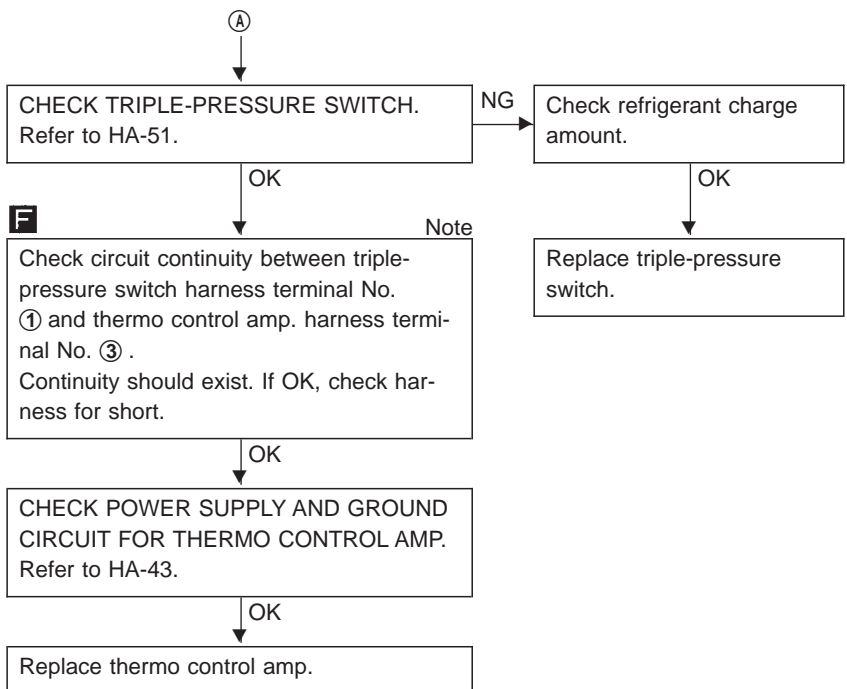 Ⓐ
CHECK TRIPLE-PRESSURE SWITCH.
Refer to HA-51.
NG
Check refrigerant charge
amount.
OK
OK
F
Note
Check circuit continuity between triple-
pressure switch harness terminal No.
① and thermo control amp. harness termi-
nal No. ③ .
Continuity should exist. If OK, check har-
ness for short.
Replace triple-pressure
switch.
OK
CHECK POWER SUPPLY AND GROUND
CIRCUIT FOR THERMO CONTROL AMP.
Refer to HA-43.
OK
Replace thermo control amp.